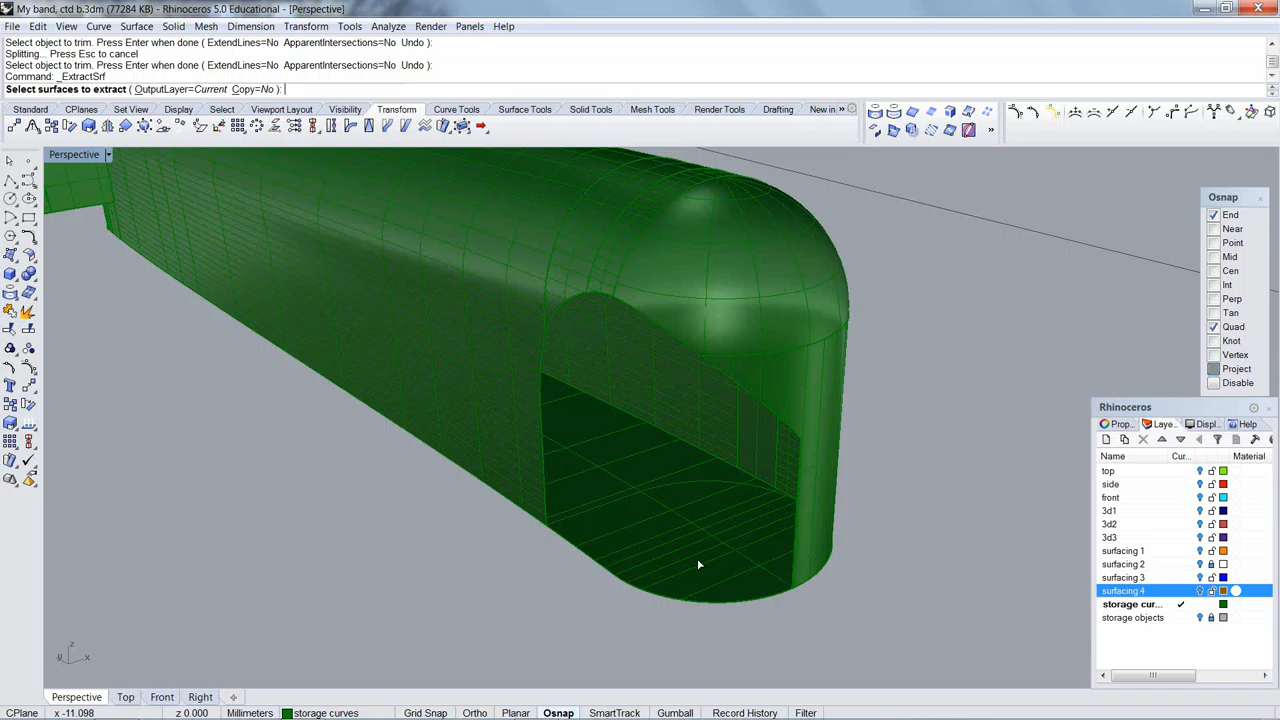 My band, ctd b.3dm (77284 KB) - Rhinoceros 5.0 Educational - [Perspective]
File Edit View Curve Surface Solid Mesh Dimension Transform Tools Analyze Render Panels Help
Select object to trim. Press Enter when done ( ExtendLines=No ApparentIntersections=No Undo ):
Splitting... Press Esc to cancel
Select object to trim. Press Enter when done ( ExtendLines=No ApparentIntersections=No Undo ):
Command: _ExtractSrf
Select surfaces to extract ( OutputLayer=Current Copy=No ):
Standard CPlanes Set View Display Select Viewport Layout Transform Curve Tools Surface Tools Solid Tools Mesh Tools Render Tools Drafting New in
Perspective
Osnap
End
Near
Point
Mid
Cen
Int
Perp
Tan
Quad
Knot
Vertex
Project
Disable
Rhinoceros
Prop... Laye... Displ... Help
Name Cur... Material
top
side
front
3d1
3d2
3d3
surfacing 1
surfacing 2
surfacing 3
surfacing 4
storage cur...
storage objects
z
y x
Perspective Top Front Right
CPlane x -11.098 z 0.000 Millimeters storage curves Grid Snap Ortho Planar Osnap SmartTrack Gumball Record History Filter